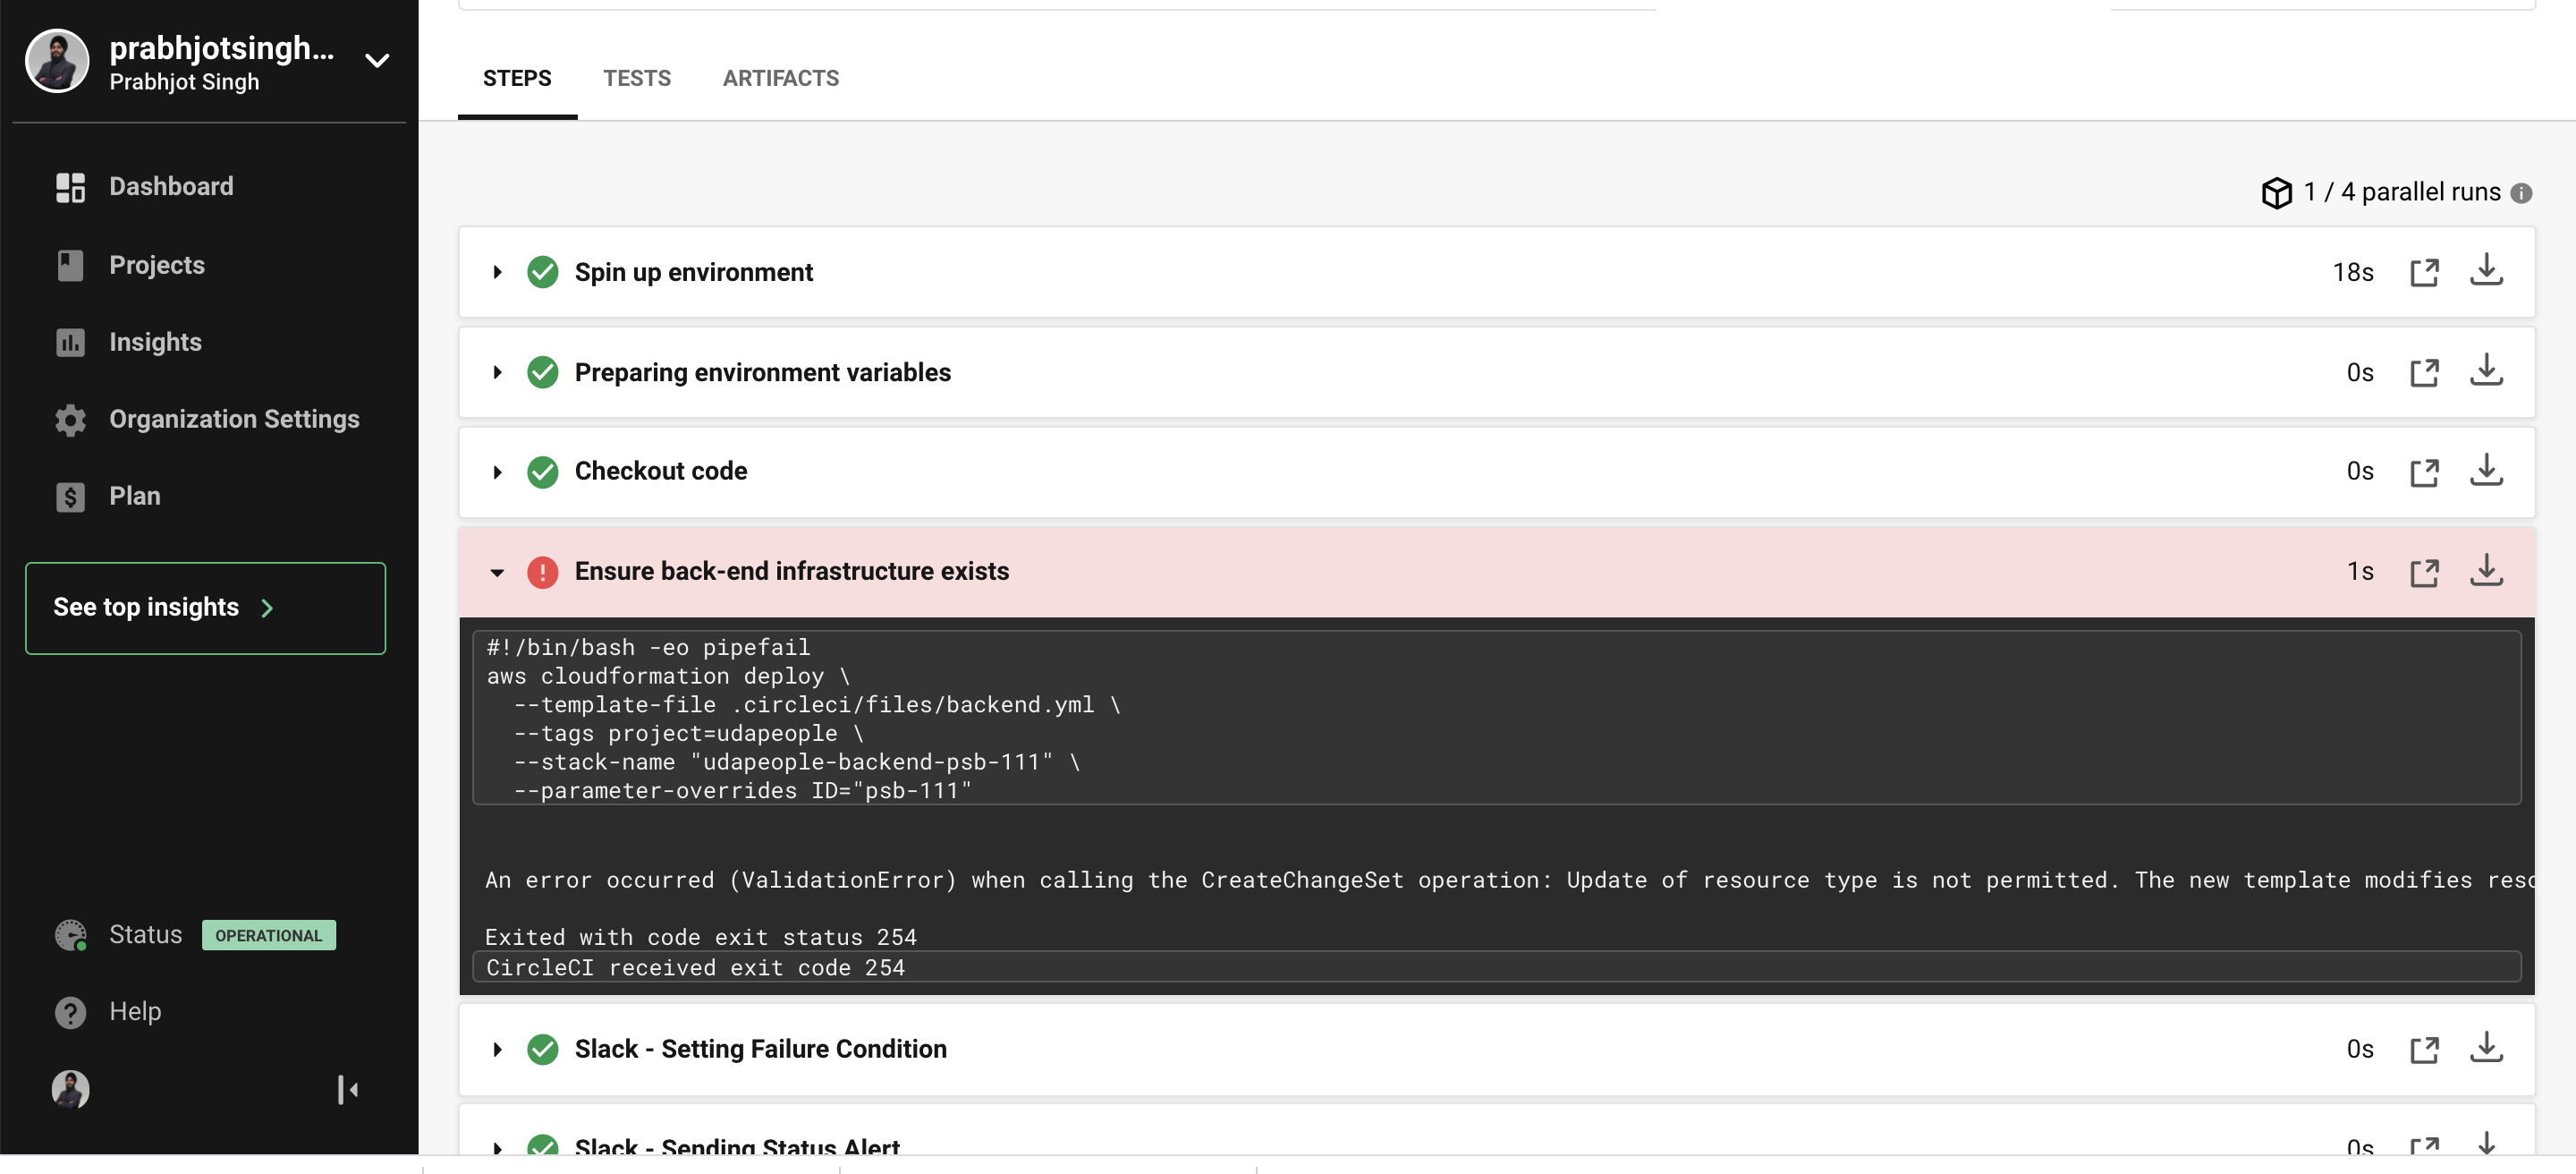 prabhjotsingh...
Prabhjot Singh
Dashboard
Projects
Insights
Organization Settings
Plan
See top insights
Status
OPERATIONAL
Help
STEPS
TESTS
ARTIFACTS
1 / 4 parallel runs
Spin up environment
18s
Preparing environment variables
0s
Checkout code
0s
Ensure back-end infrastructure exists
1s
#!/bin/bash -eo pipefail
aws cloudformation deploy \
--template-file .circleci/files/backend.yml \
--tags project=udapeople \
--stack-name "udapeople-backend-psb-111" \
--parameter-overrides ID="psb-111"
An error occurred (ValidationError) when calling the CreateChangeSet operation: Update of resource type is not permitted. The new template modifies reso
Exited with code exit status 254
CircleCI received exit code 254
Slack - Setting Failure Condition
0s
Slack - Sending Status Alert
0s